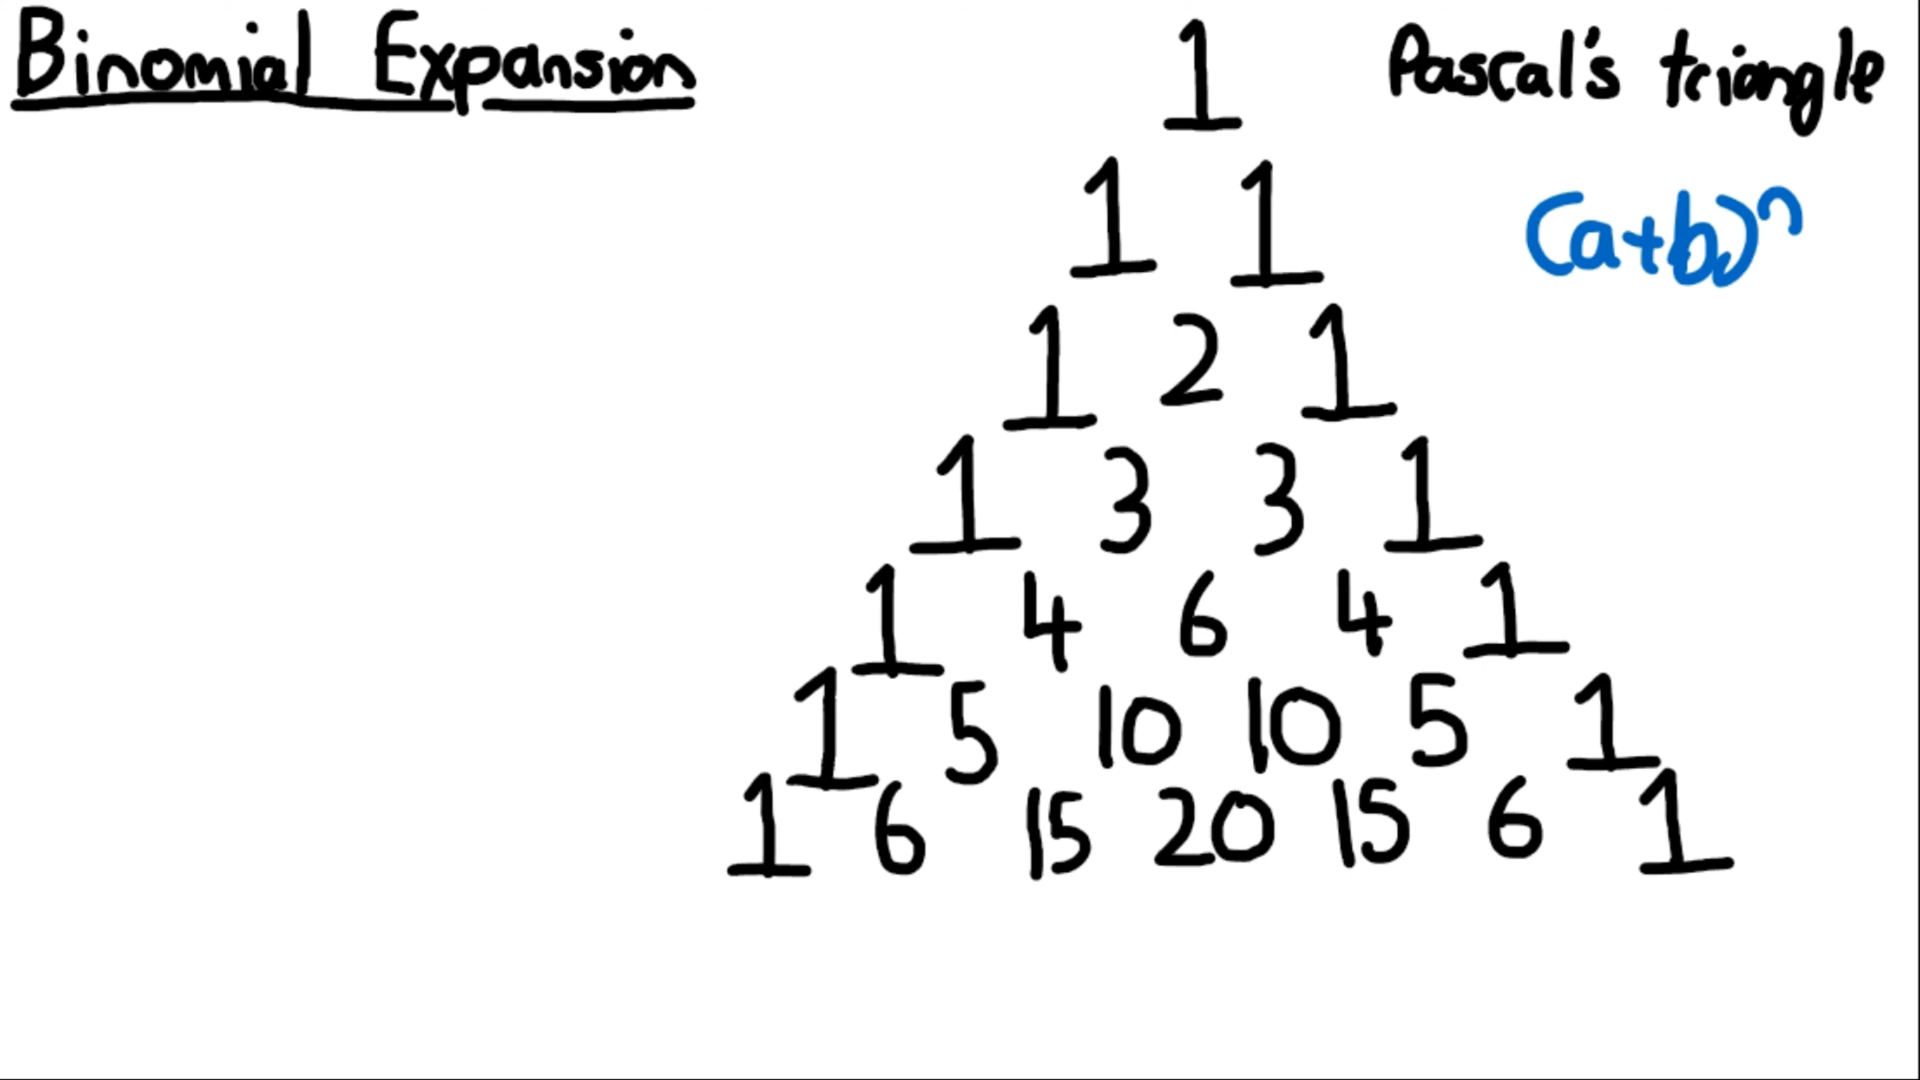 Binomial Expansion
1
Pascal's triangle
1 1
(a+b)ⁿ
1 2 1
1 3 3 1
1 4 6 4 1
1 5 10 10 5 1
1 6 15 20 15 6 1